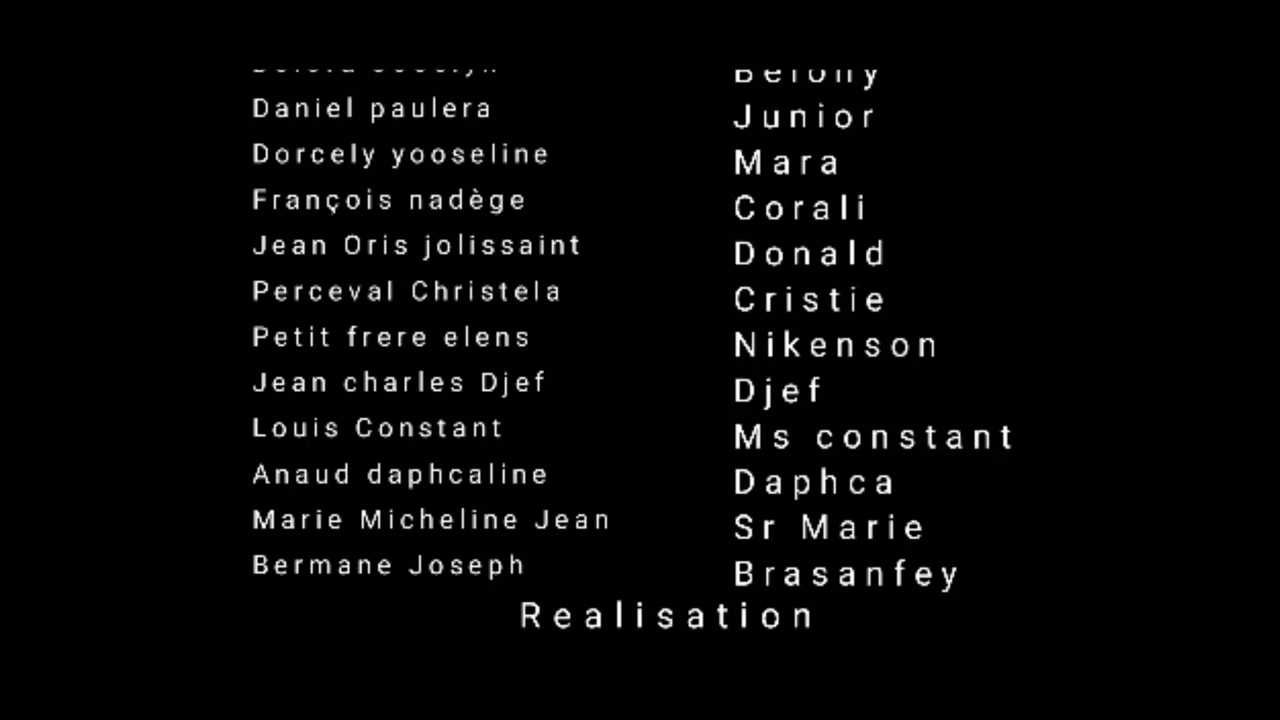 Belony
Daniel paulera Junior
Dorcely yooseline Mara
François nadège Corali
Jean Oris jolissaint Donald
Perceval Christela Cristie
Petit frere elens Nikenson
Jean charles Djef Djef
Louis Constant Ms constant
Anaud daphcaline Daphca
Marie Micheline Jean Sr Marie
Bermane Joseph Brasanfey
Realisation